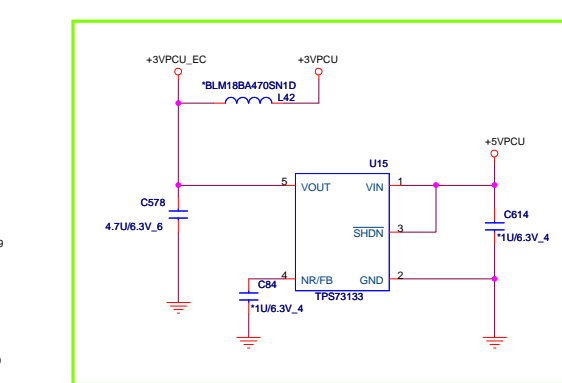 +3VPCU_EC
+3VPCU
*BLM18BA470SN1D
L42
+5VPCU
U15
5
VOUT
VIN
1
C578
4.7U/6.3V_6
C614
*1U/6.3V_4
SHDN
3
4
NR/FB
GND
2
C84
TPS73133
*1U/6.3V_4